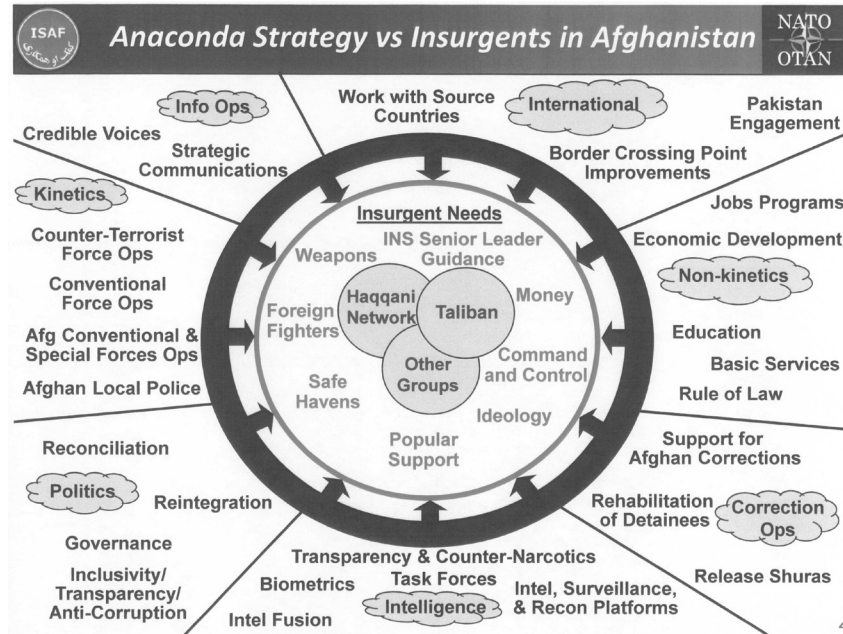 ISAF
کمک او همکاری
Anaconda Strategy vs Insurgents in Afghanistan
NATO
OTAN
Info Ops
Credible Voices
Strategic
Communications
Work with Source
Countries
International
Pakistan
Engagement
Border Crossing Point
Improvements
Kinetics
Counter-Terrorist
Force Ops
Conventional
Force Ops
Afg Conventional &
Special Forces Ops
Afghan Local Police
Jobs Programs
Economic Development
Non-kinetics
Education
Basic Services
Rule of Law
Insurgent Needs
Weapons
INS Senior Leader
Guidance
Foreign
Fighters
Haqqani
Network
Taliban
Money
Other
Groups
Command
and Control
Safe
Havens
Ideology
Popular
Support
Reconciliation
Politics
Reintegration
Governance
Inclusivity/
Transparency/
Anti-Corruption
Support for
Afghan Corrections
Rehabilitation
of Detainees
Correction
Ops
Release Shuras
Transparency & Counter-Narcotics
Task Forces
Biometrics
Intel Fusion
Intelligence
Intel, Surveillance,
& Recon Platforms